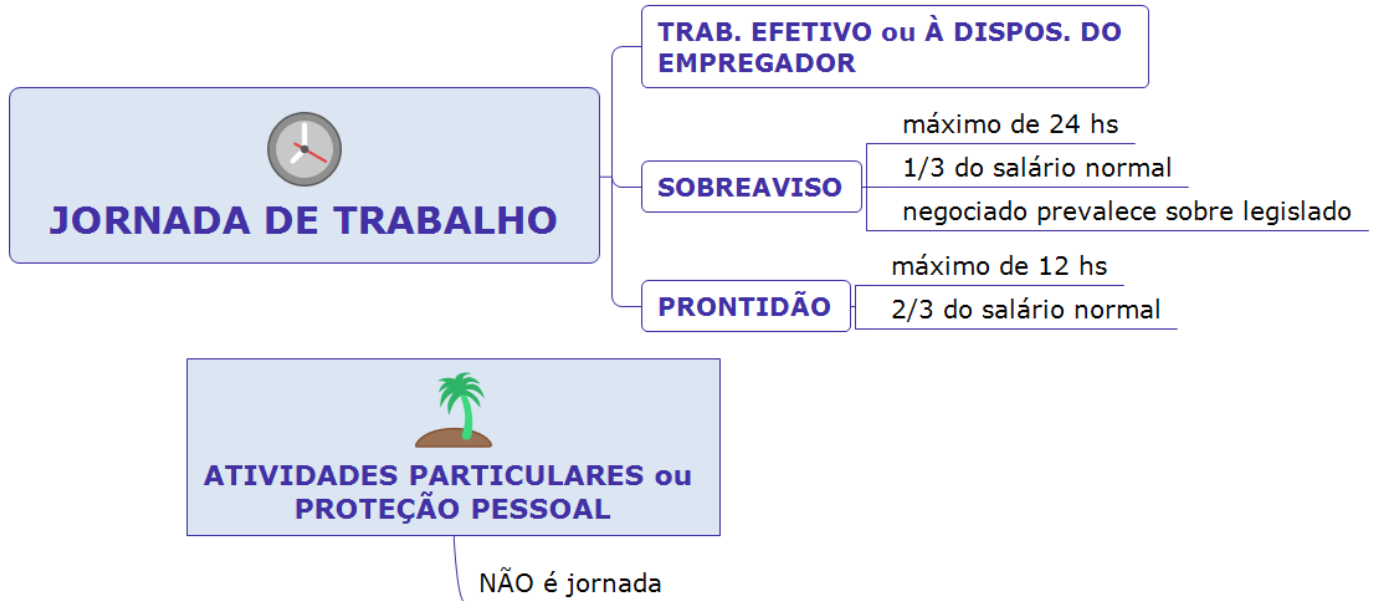 JORNADA DE TRABALHO
TRAB. EFETIVO ou À DISPOS. DO
EMPREGADOR
SOBREAVISO
máximo de 24 hs
1/3 do salário normal
negociado prevalece sobre legislado
PRONTIDÃO
máximo de 12 hs
2/3 do salário normal
ATIVIDADES PARTICULARES ou
PROTEÇÃO PESSOAL
NÃO é jornada